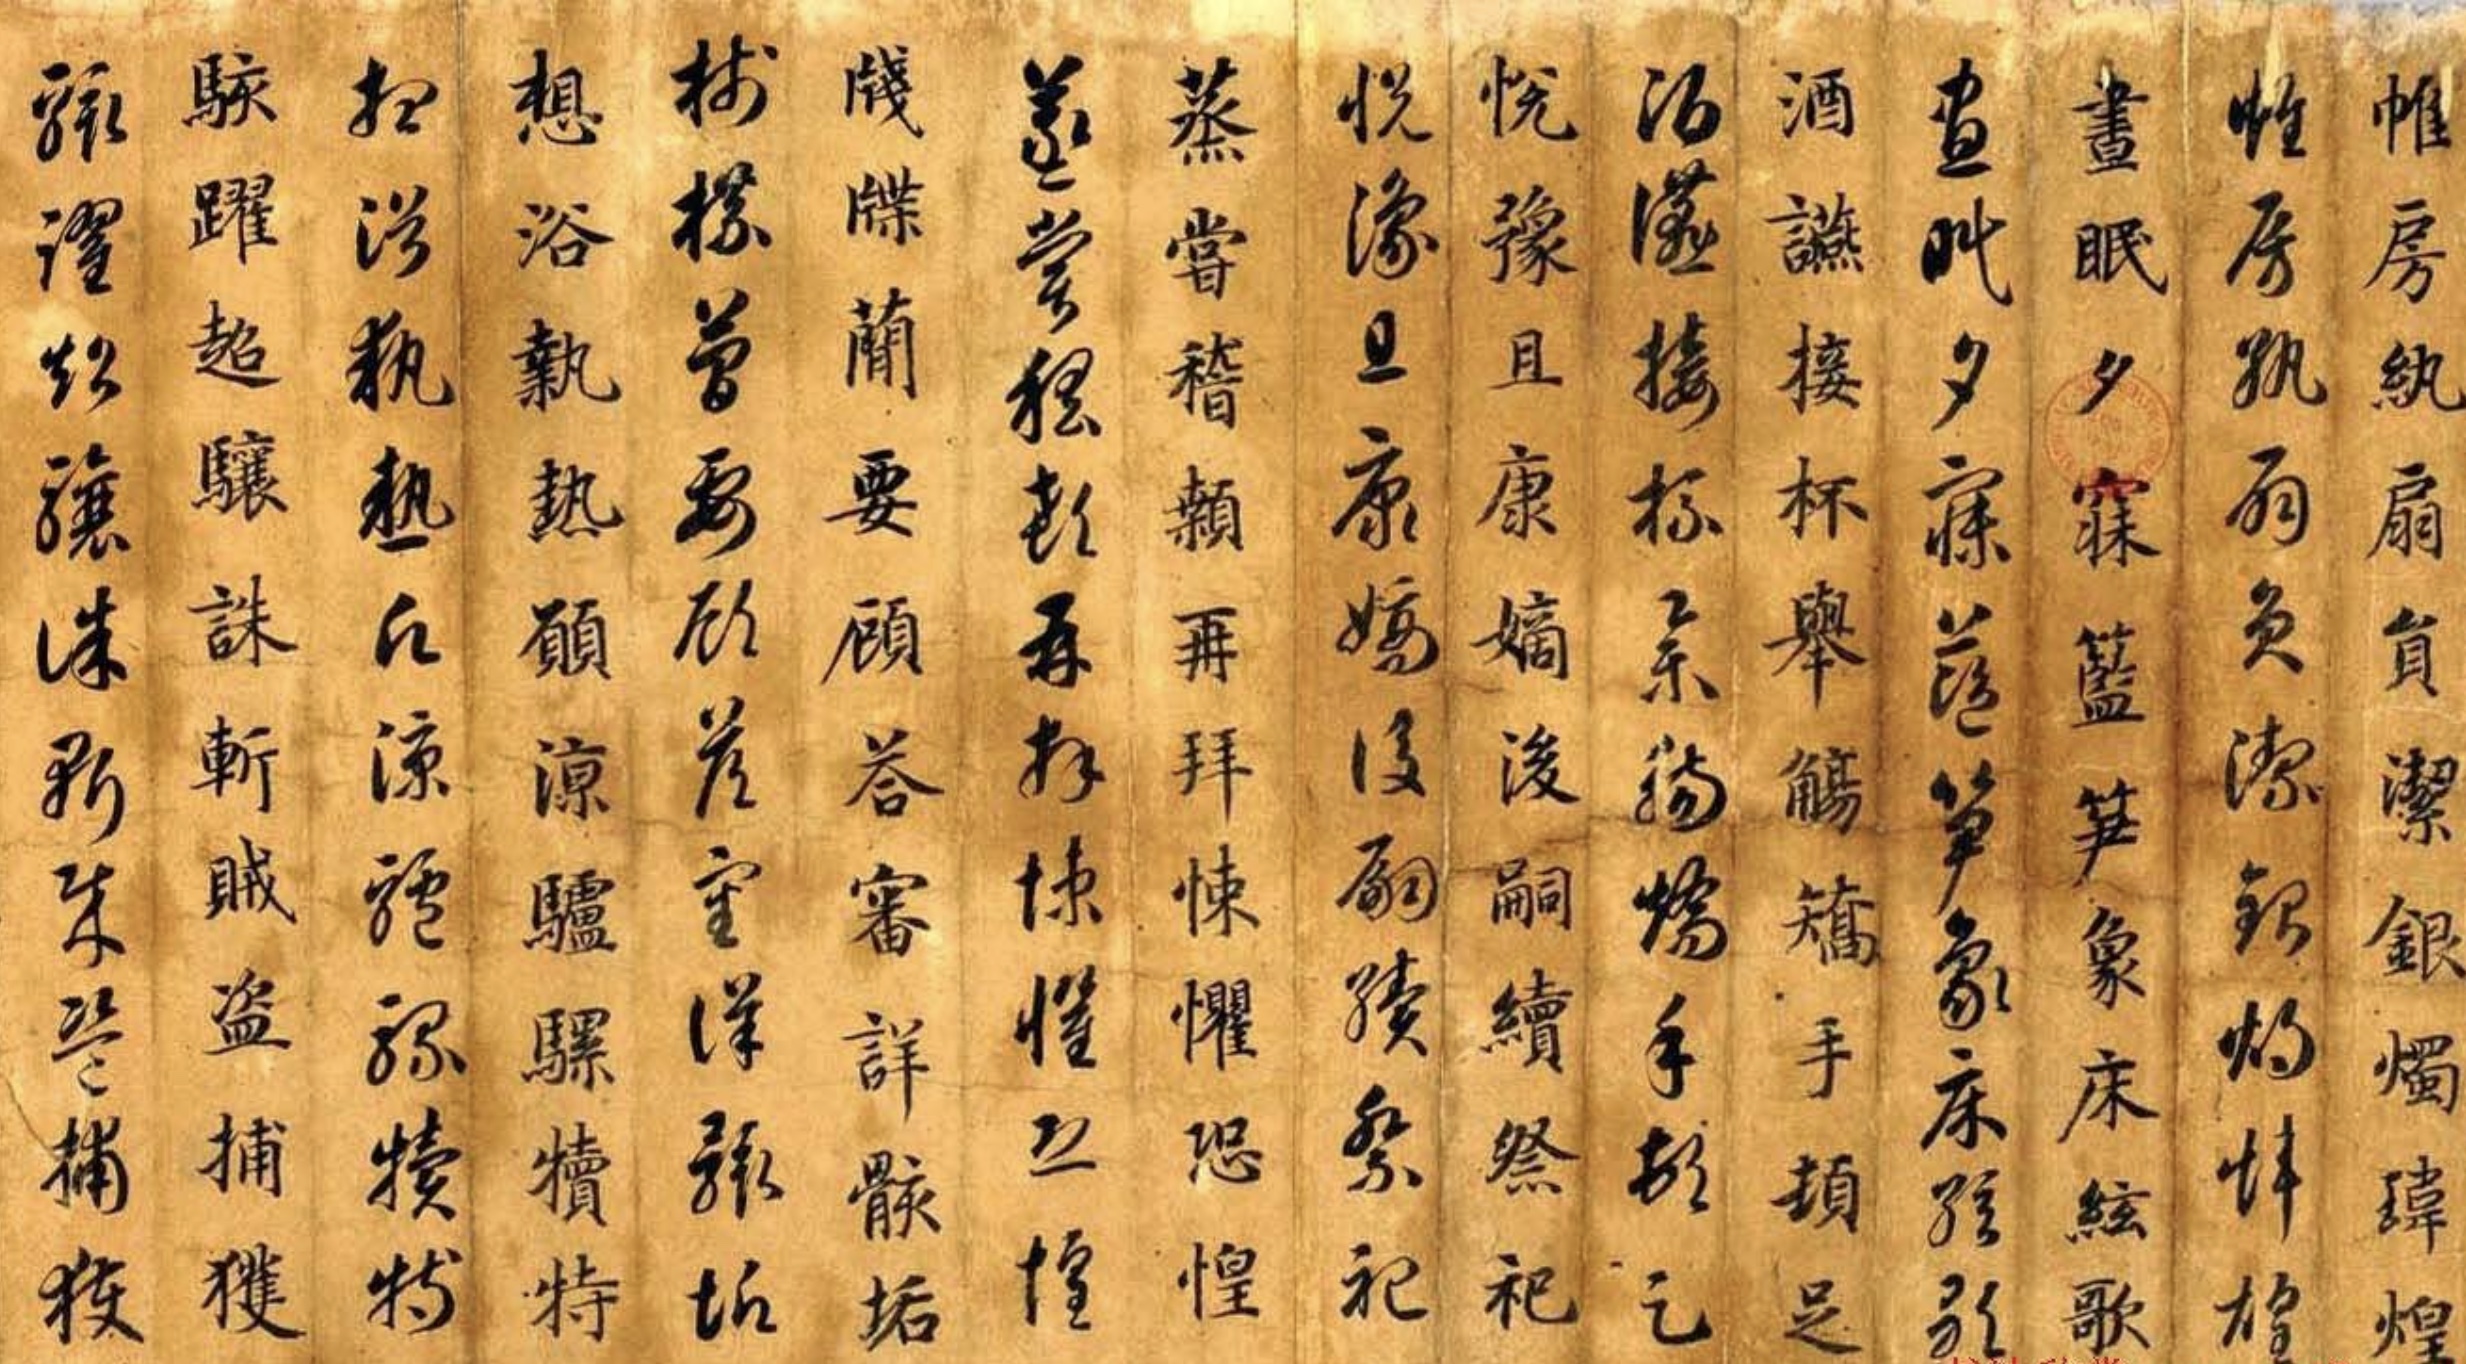 帷房紈扇員潔銀燭瑋煌
帷房紈扇員潔銀燭煒煌
晝眠夕寐籃笋象床絃歌
晝眠夕寐藍笋象床絃歌
酒讌接杯舉觴矯手頓足
酒讌接杯舉觴矯手頓足
悅豫且康嫡後嗣續祭祀
悅豫且康嫡後嗣續祭祀
蒸嘗稽顙再拜悚懼恐惶
蒸嘗稽顙再拜悚懼恐惶
牋牒簡要顧答審詳骸垢
牋牒簡要顧答審詳骸垢
想浴執熱願涼驢騾犢特
想浴執熱願涼驢騾犢特
駭躍超驤誅斬賊盜捕獲
駭躍超驤誅斬賊盜捕獲